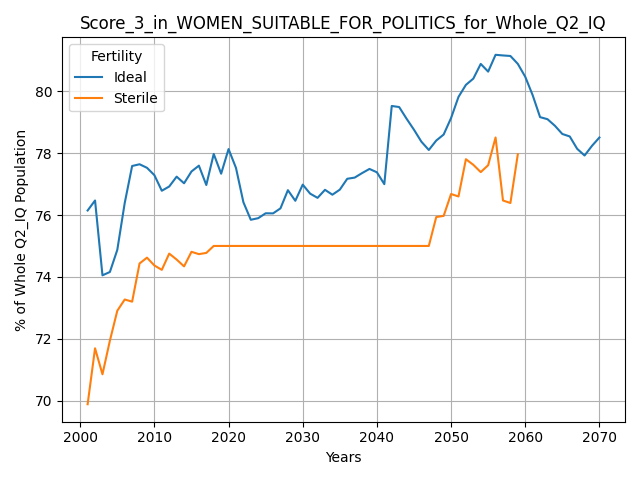 Score_3_in_WOMEN_SUITABLE_FOR_POLITICS_for_Whole_Q2_IQ
Fertility
Ideal
Sterile
% of Whole Q2_IQ Population
80
78
76
74
72
70
2000 2010 2020 2030 2040 2050 2060 2070
Years